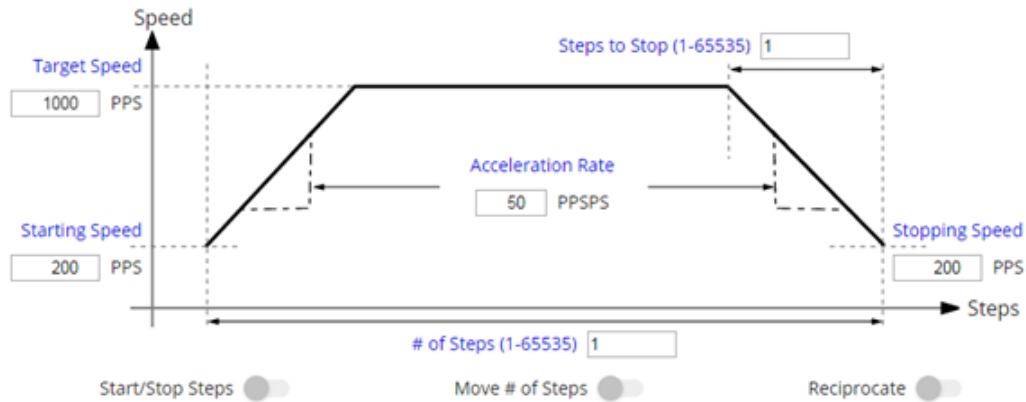 Speed
Steps to Stop (1-65535) 1
Target Speed
1000 PPS
Acceleration Rate
50 PPSPS
Starting Speed
200 PPS
Stopping Speed
200 PPS
Steps
# of Steps (1-65535) 1
Start/Stop Steps
Move # of Steps
Reciprocate